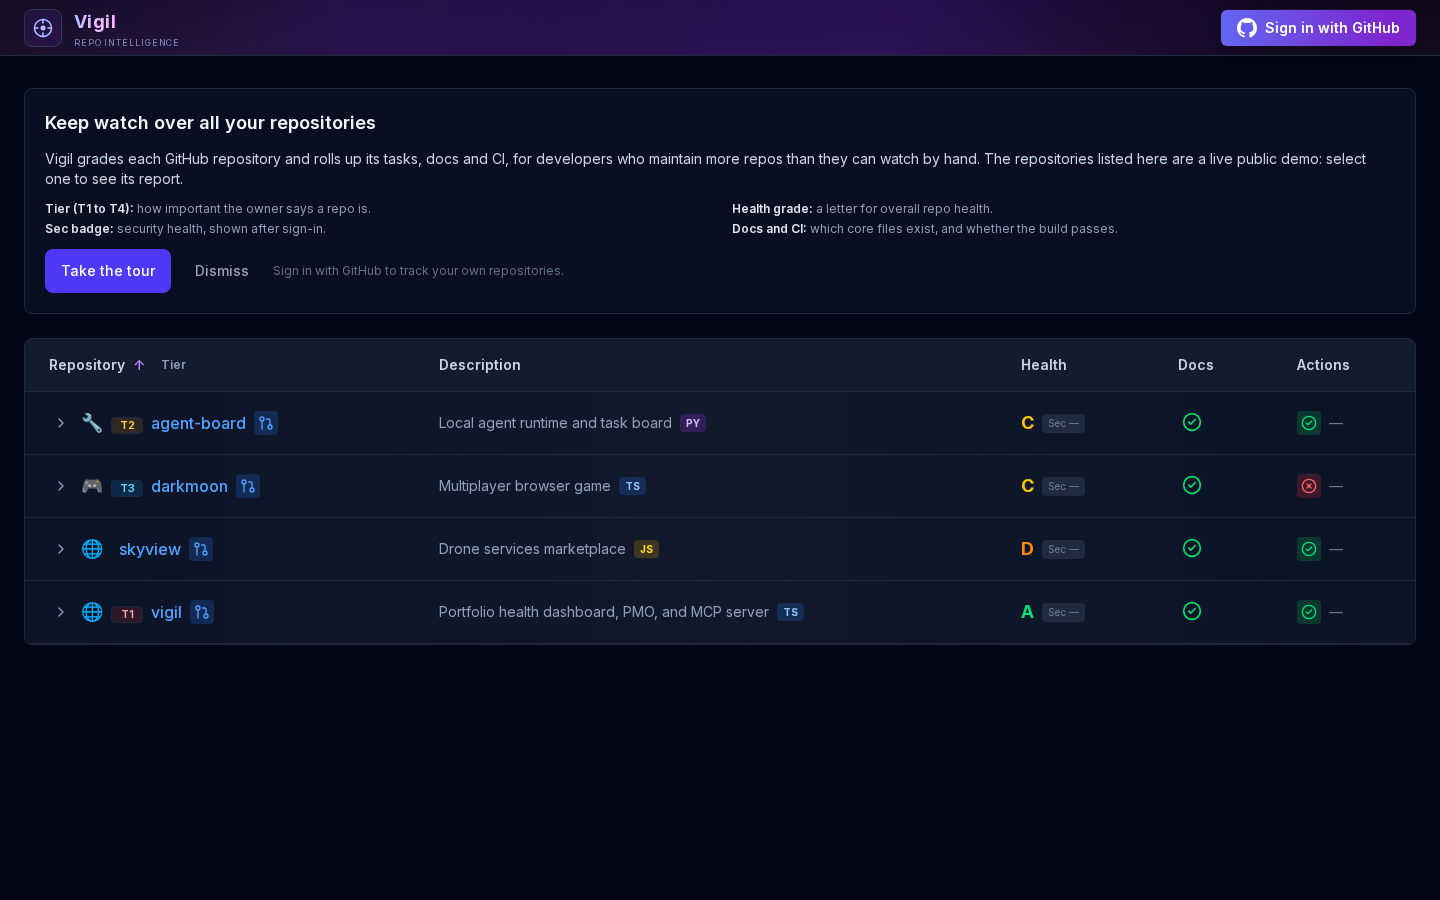 Vigil
REPO INTELLIGENCE
Sign in with GitHub
Keep watch over all your repositories
Vigil grades each GitHub repository and rolls up its tasks, docs and CI, for developers who maintain more repos than they can watch by hand. The repositories listed here are a live public demo: select
one to see its report.
Tier (T1 to T4): how important the owner says a repo is.
Health grade: a letter for overall repo health.
Sec badge: security health, shown after sign-in.
Docs and CI: which core files exist, and whether the build passes.
Take the tour Dismiss Sign in with GitHub to track your own repositories.
Repository ↑ Tier Description Health Docs Actions
T2 agent-board Local agent runtime and task board PY C Sec — —
T3 darkmoon Multiplayer browser game TS C Sec — —
skyview Drone services marketplace JS D Sec — —
T1 vigil Portfolio health dashboard, PMO, and MCP server TS A Sec — —